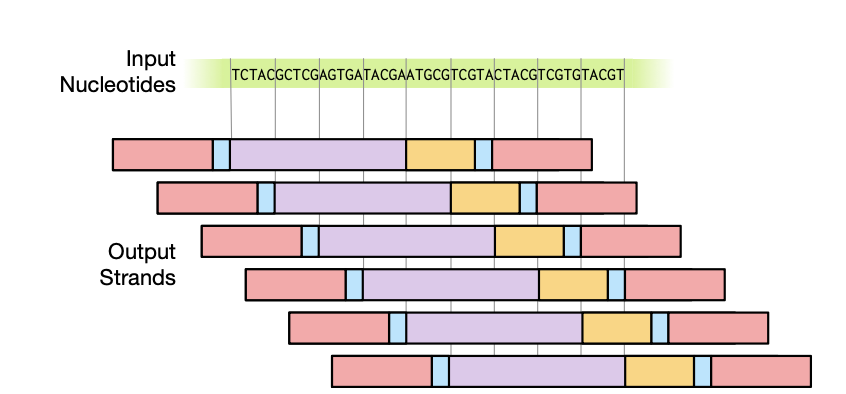 Input
Nucleotides
TCTACGCTCGAGTGATACGAATGCGTCGTACTACGTCGTGTACGT
Output
Strands